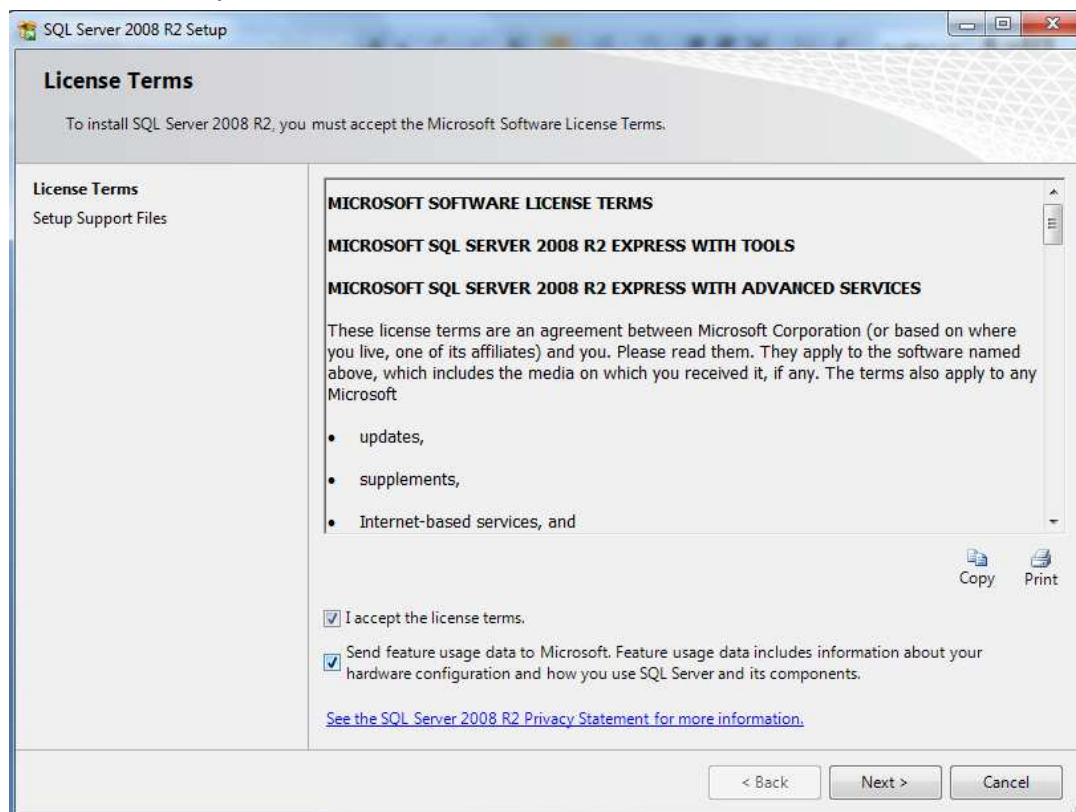 SQL Server 2008 R2 Setup
License Terms
To install SQL Server 2008 R2, you must accept the Microsoft Software License Terms.
License Terms
Setup Support Files
MICROSOFT SOFTWARE LICENSE TERMS
MICROSOFT SQL SERVER 2008 R2 EXPRESS WITH TOOLS
MICROSOFT SQL SERVER 2008 R2 EXPRESS WITH ADVANCED SERVICES
These license terms are an agreement between Microsoft Corporation (or based on where
you live, one of its affiliates) and you. Please read them. They apply to the software named
above, which includes the media on which you received it, if any. The terms also apply to any
Microsoft
• updates,
• supplements,
• Internet-based services, and
Copy Print
I accept the license terms.
Send feature usage data to Microsoft. Feature usage data includes information about your
hardware configuration and how you use SQL Server and its components.
See the SQL Server 2008 R2 Privacy Statement for more information.
< Back Next > Cancel